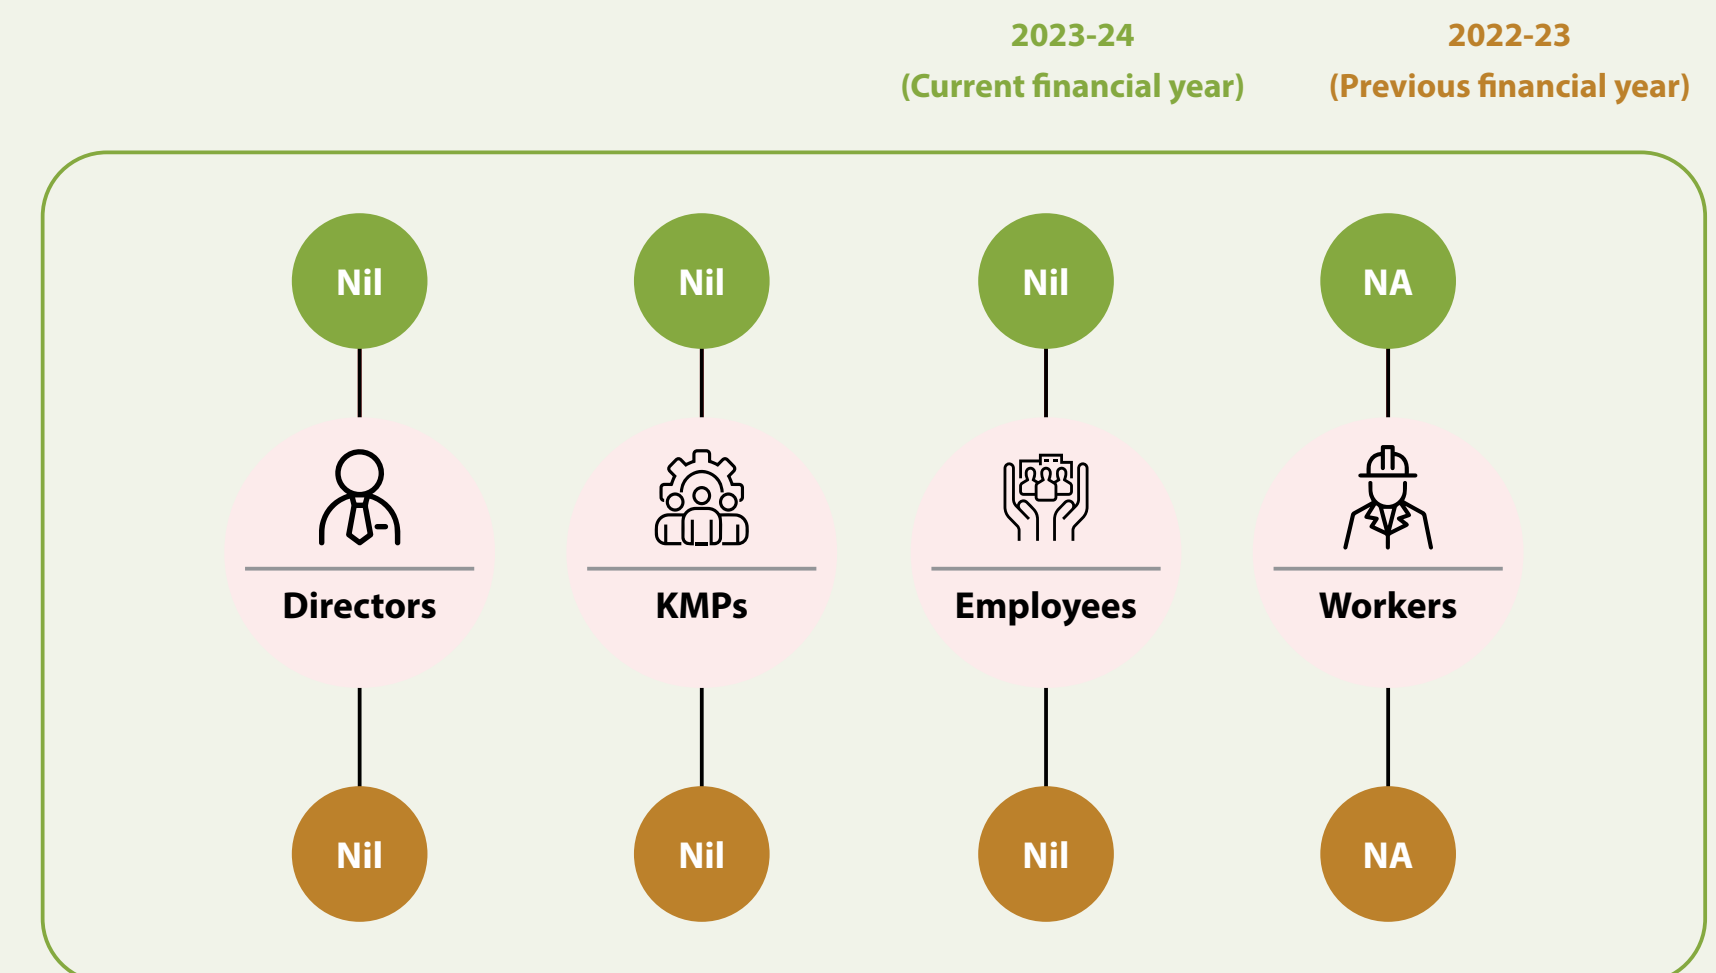 2023-24
(Current financial year)
2022-23
(Previous financial year)
Nil
Nil
Nil
NA
Directors
KMPs
Employees
Workers
Nil
Nil
Nil
NA